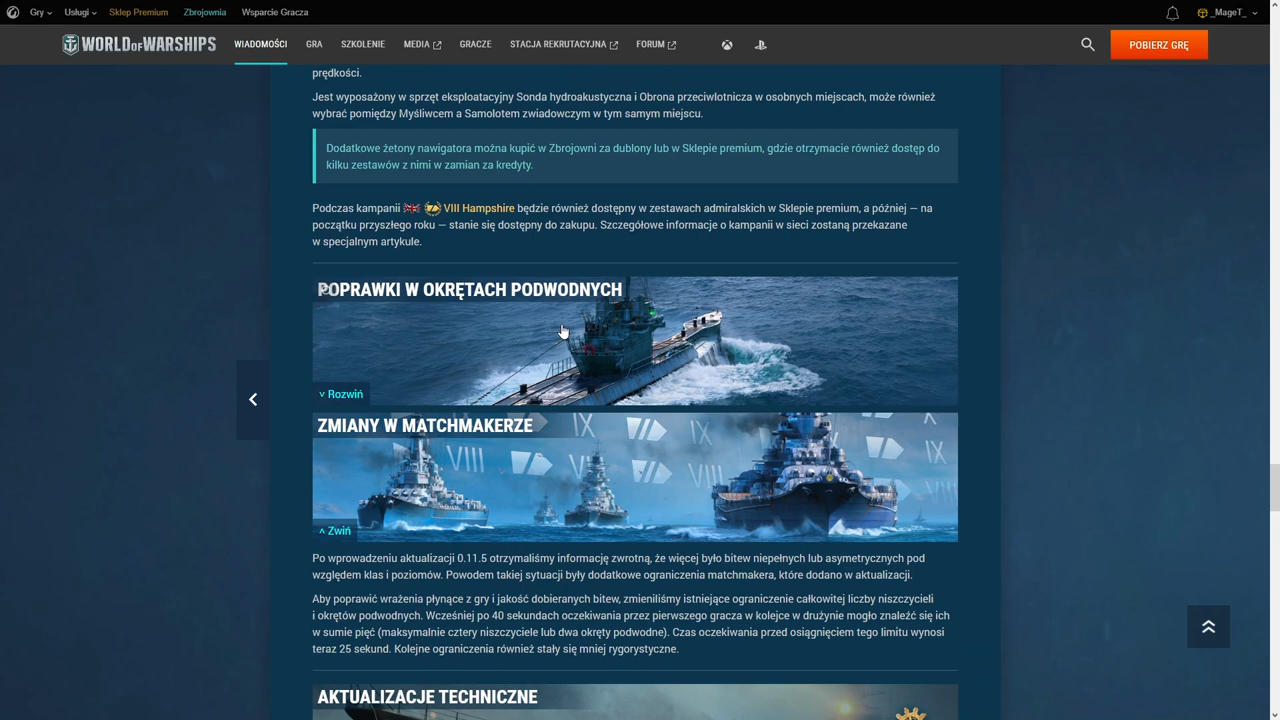 Gry Usługi Sklep Premium Zbrojownia Wsparcie Gracza _MageT_
WORLD OF WARSHIPS WIADOMOŚCI GRA SZKOLENIE MEDIA GRACZE STACJA REKRUTACYJNA FORUM POBIERZ GRĘ
prędkości.
Jest wyposażony w sprzęt eksploatacyjny Sonda hydroakustyczna i Obrona przeciwlotnicza w osobnych miejscach, może również
wybrać pomiędzy Myśliwcem a Samolotem zwiadowczym w tym samym miejscu.
Dodatkowe żetony nawigatora można kupić w Zbrojowni za dublony lub w Sklepie premium, gdzie otrzymacie również dostęp do
kilku zestawów z nimi w zamian za kredyty.
Podczas kampanii VIII Hampshire będzie również dostępny w zestawach admiralskich w Sklepie premium, a później — na
początku przyszłego roku — stanie się dostępny do zakupu. Szczegółowe informacje o kampanii w sieci zostaną przekazane
w specjalnym artykule.
POPRAWKI W OKRĘTACH PODWODNYCH
˅ Rozwiń
ZMIANY W MATCHMAKERZE
VIII IX IX VIII IX
˄ Zwiń
Po wprowadzeniu aktualizacji 0.11.5 otrzymaliśmy informację zwrotną, że więcej było bitew niepełnych lub asymetrycznych pod
względem klas i poziomów. Powodem takiej sytuacji były dodatkowe ograniczenia matchmakera, które dodano w aktualizacji.
Aby poprawić wrażenia płynące z gry i jakość dobieranych bitew, zmieniliśmy istniejące ograniczenie całkowitej liczby niszczycieli
i okrętów podwodnych. Wcześniej po 40 sekundach oczekiwania przez pierwszego gracza w kolejce w drużynie mogło znaleźć się ich
w sumie pięć (maksymalnie cztery niszczyciele lub dwa okręty podwodne). Czas oczekiwania przed osiągnięciem tego limitu wynosi
teraz 25 sekund. Kolejne ograniczenia również stały się mniej rygorystyczne.
AKTUALIZACJE TECHNICZNE